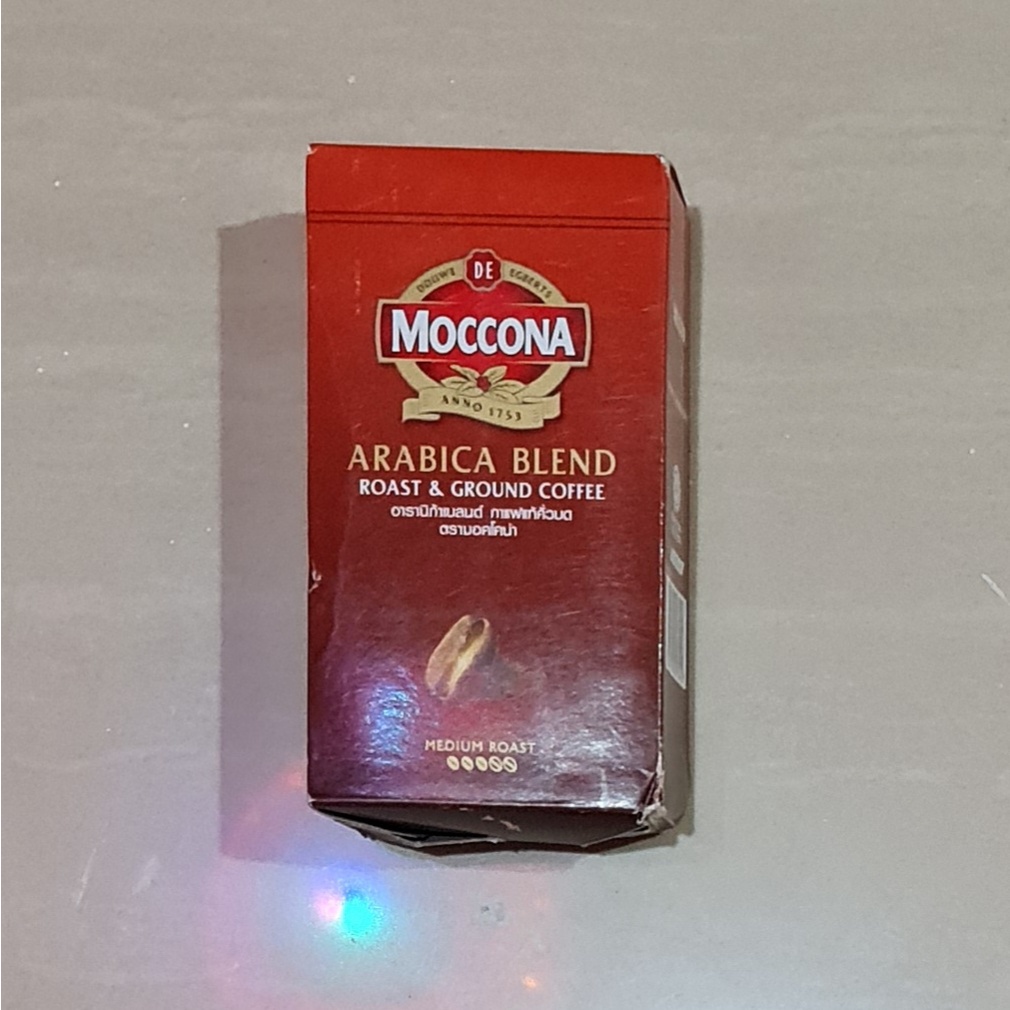 DOUWE DE EGBERTS
MOCCONA
ANNO 1753
ARABICA BLEND
ROAST & GROUND COFFEE
อาราบิก้าเบลนด์ กาแฟแท้คั่วบด
ตรามอคโคน่า
MEDIUM ROAST